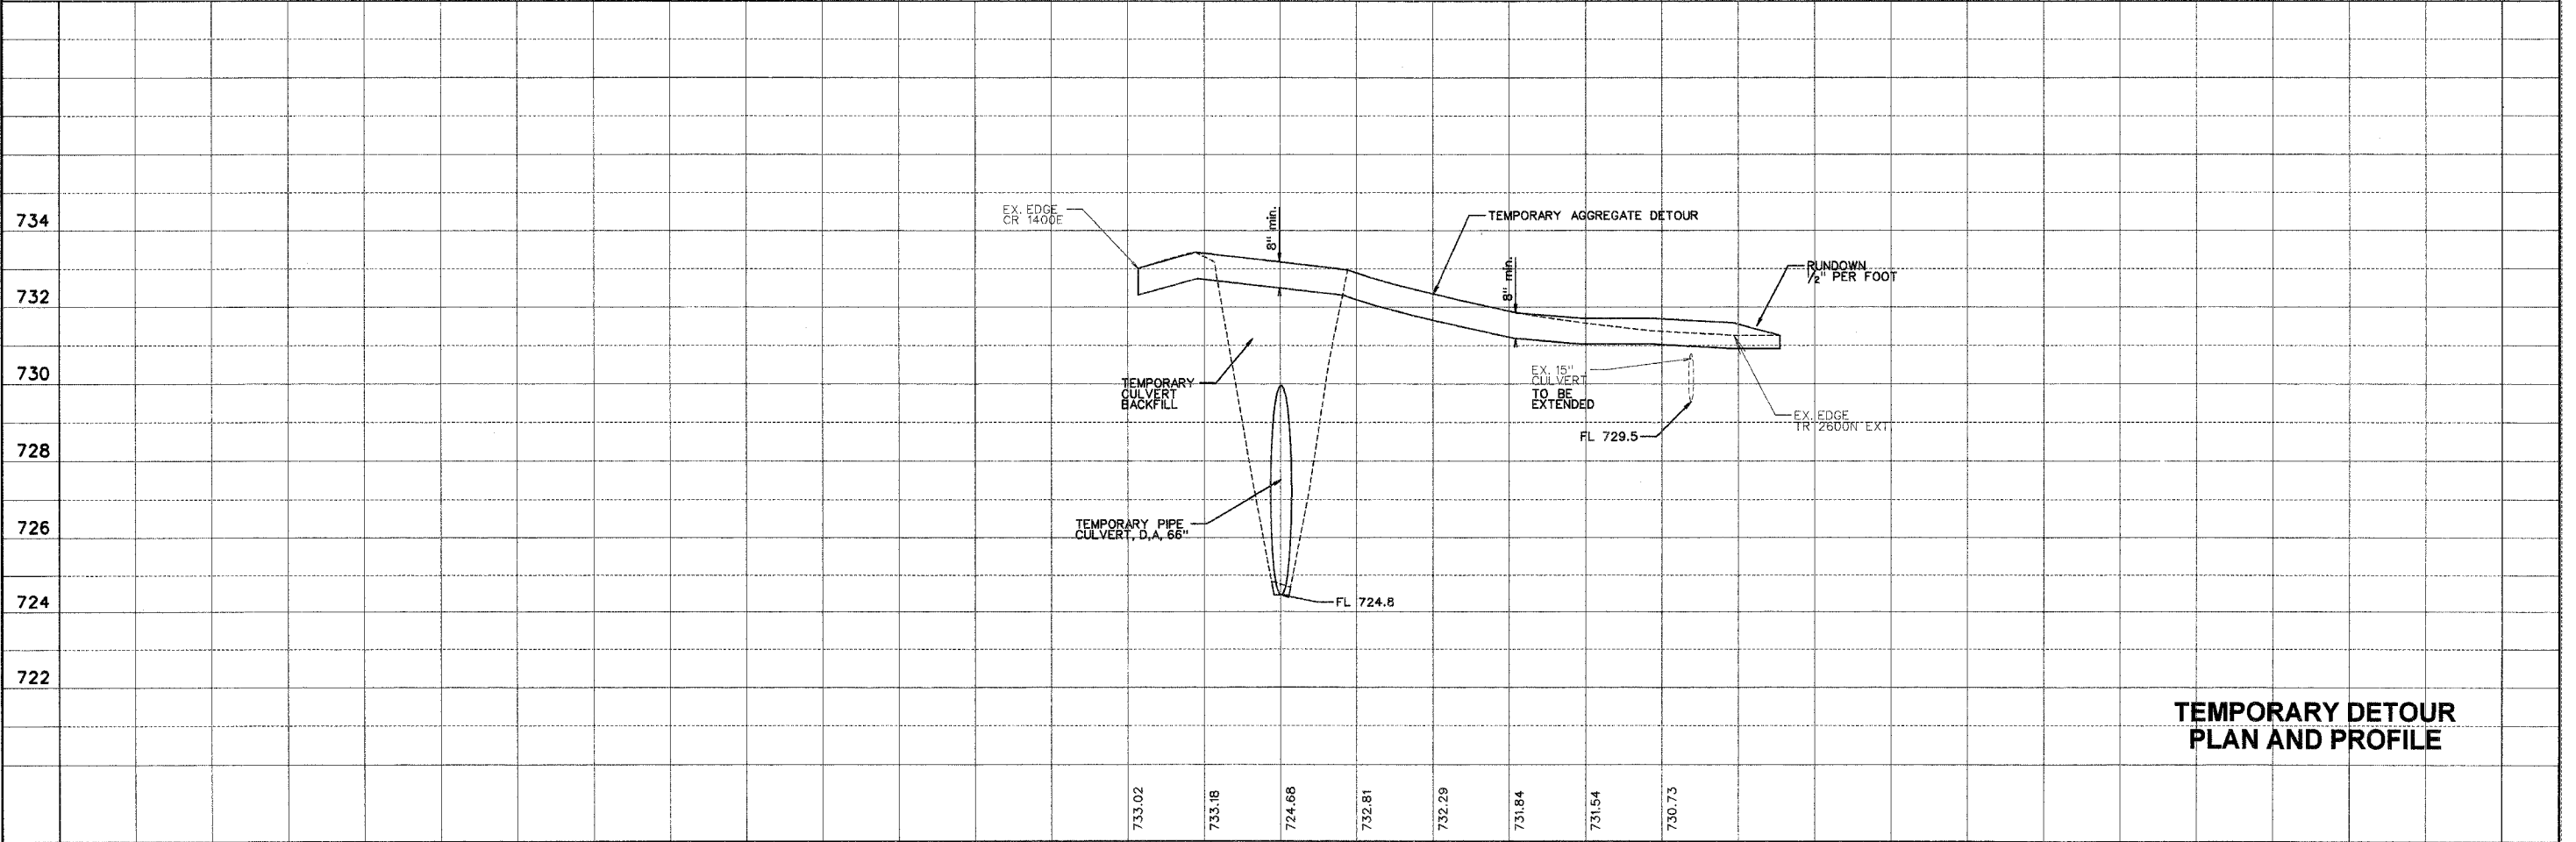 734
732
730
728
726
724
722
EX. EDGE
CR 1400E
8" min.
TEMPORARY AGGREGATE DETOUR
8" min.
RUNDOWN
1/2" PER FOOT
TEMPORARY
CULVERT
BACKFILL
EX. 15"
CULVERT
TO BE
EXTENDED
EX. EDGE
TR 2600N EXT
FL 729.5
TEMPORARY PIPE
CULVERT, D,A, 66"
FL 724.8
TEMPORARY DETOUR
PLAN AND PROFILE
733.02
733.18
724.68
732.81
732.29
731.84
731.54
730.73